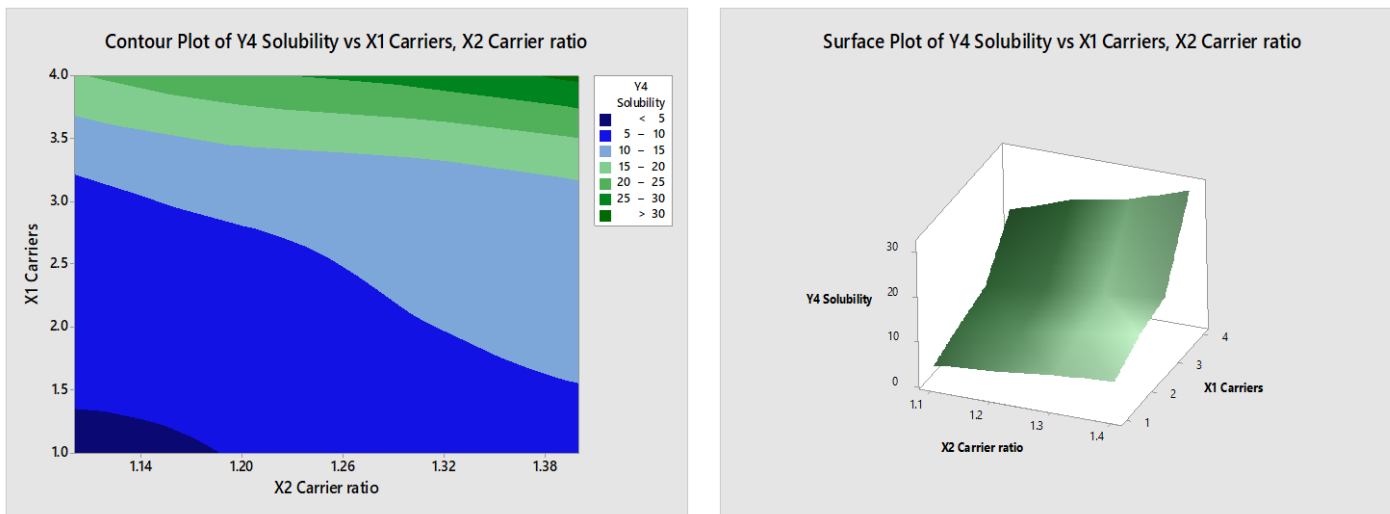 Contour Plot of Y4 Solubility vs X1 Carriers, X2 Carrier ratio
4.0
3.5
3.0
2.5
2.0
1.5
1.0
X1 Carriers
1.14
1.20
1.26
1.32
1.38
X2 Carrier ratio
Y4
Solubility
< 5
5 – 10
10 – 15
15 – 20
20 – 25
25 – 30
> 30
Surface Plot of Y4 Solubility vs X1 Carriers, X2 Carrier ratio
30
20
10
0
Y4 Solubility
1.1
1.2
1.3
1.4
X2 Carrier ratio
4
3
2
1
X1 Carriers